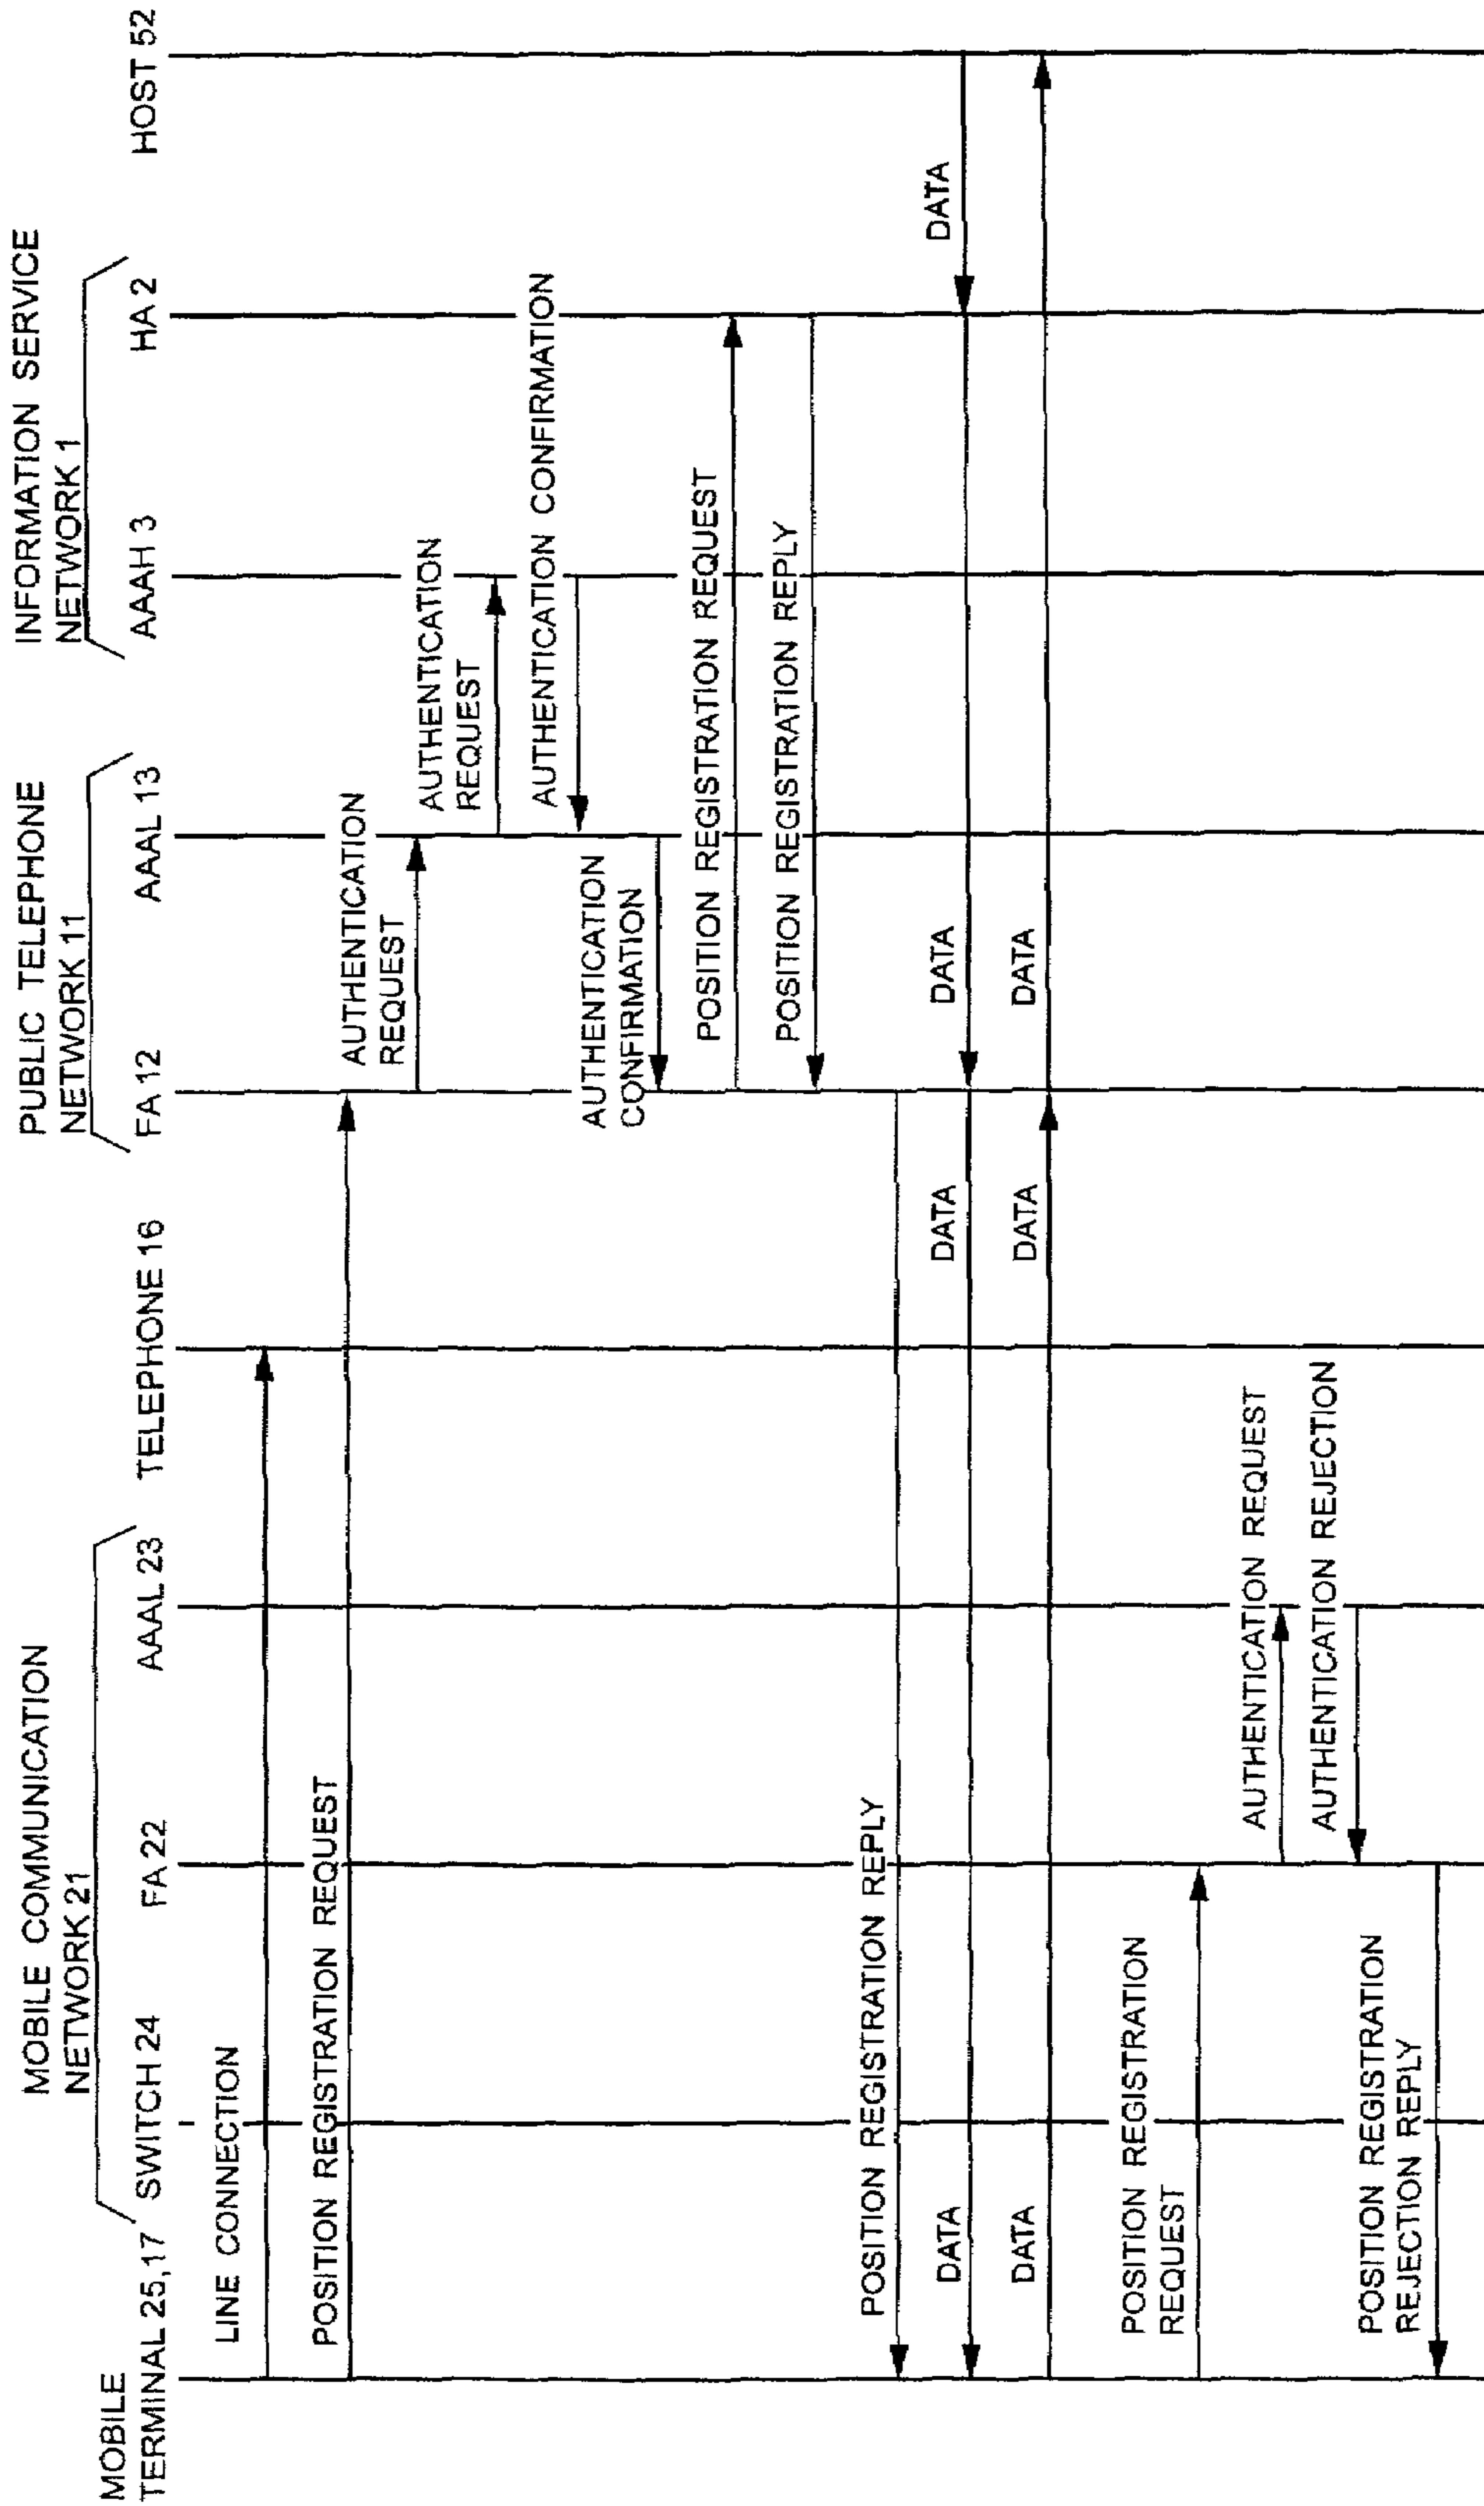 MOBILE
TERMINAL 25,17
MOBILE COMMUNICATION
NETWORK 21
SWITCH 24
FA 22
AAAL 23
TELEPHONE 16
PUBLIC TELEPHONE
NETWORK 11
FA 12
AAAL 13
INFORMATION SERVICE
NETWORK 1
AAAH 3
HA 2
HOST 52
LINE CONNECTION
POSITION REGISTRATION REQUEST
AUTHENTICATION
REQUEST
AUTHENTICATION
REQUEST
AUTHENTICATION CONFIRMATION
AUTHENTICATION
CONFIRMATION
POSITION REGISTRATION REQUEST
POSITION REGISTRATION REPLY
POSITION REGISTRATION REPLY
DATA
DATA
DATA
DATA
DATA
DATA
DATA
POSITION REGISTRATION
REQUEST
AUTHENTICATION REQUEST
AUTHENTICATION REJECTION
POSITION REGISTRATION
REJECTION REPLY